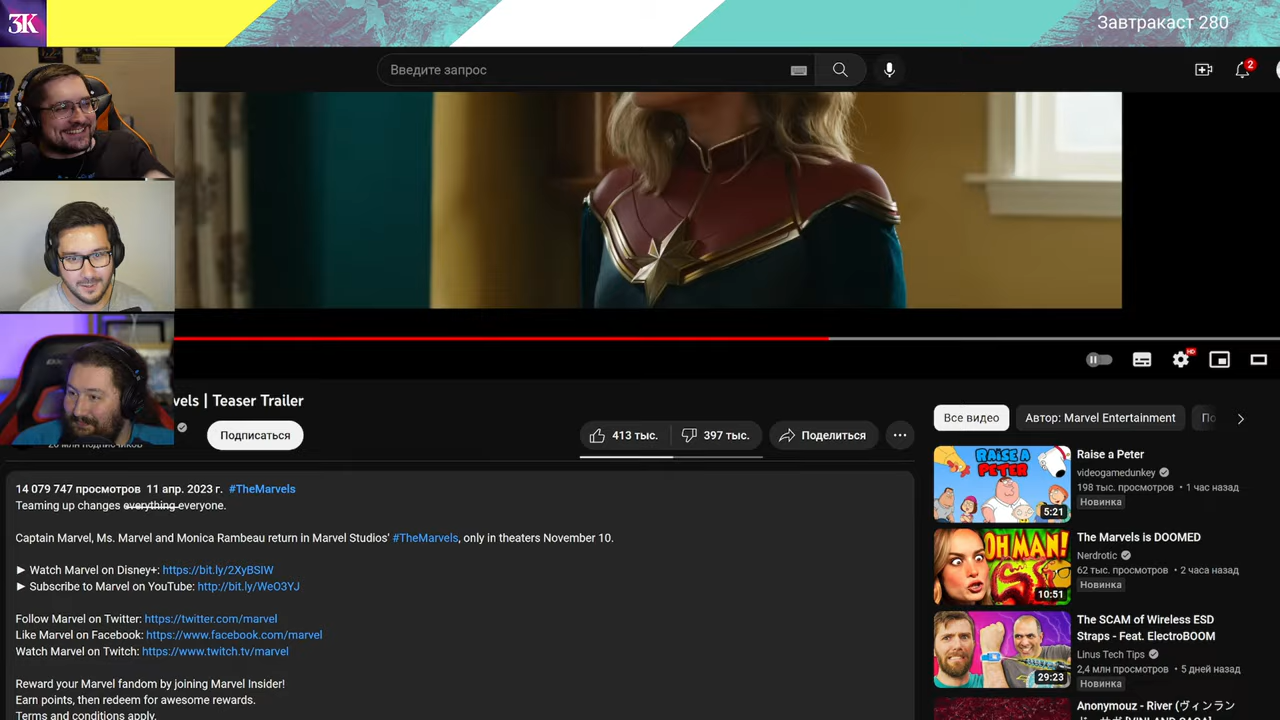 3K
Завтракаст 280
Введите запрос
2
HD
vels | Teaser Trailer
Подписаться
413 тыс.
397 тыс.
Поделиться
14 079 747 просмотров 11 апр. 2023 г. #TheMarvels
Teaming up changes everything everyone.
Captain Marvel, Ms. Marvel and Monica Rambeau return in Marvel Studios' #TheMarvels, only in theaters November 10.
► Watch Marvel on Disney+: https://bit.ly/2XyBSIW
► Subscribe to Marvel on YouTube: http://bit.ly/WeO3YJ
Follow Marvel on Twitter: https://twitter.com/marvel
Like Marvel on Facebook: https://www.facebook.com/marvel
Watch Marvel on Twitch: https://www.twitch.tv/marvel
Reward your Marvel fandom by joining Marvel Insider!
Earn points, then redeem for awesome rewards.
Terms and conditions apply.
Все видео
Автор: Marvel Entertainment
По
RAISE A PETER
5:21
Raise a Peter
videogamedunkey
198 тыс. просмотров • 1 час назад
Новинка
OH MAN!
10:51
The Marvels is DOOMED
Nerdrotic
62 тыс. просмотров • 2 часа назад
Новинка
29:23
The SCAM of Wireless ESD
Straps - Feat. ElectroBOOM
Linus Tech Tips
2,4 млн просмотров • 5 дней назад
Новинка
Anonymouz - River (ヴィンラン